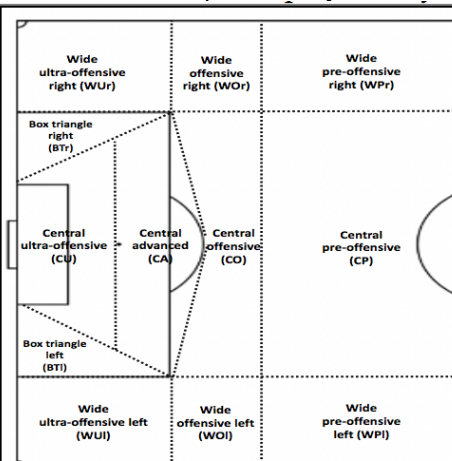 Wide
ultra-offensive
right (WUr)
Wide
offensive
right (WOr)
Wide
pre-offensive
right (WPr)
Box triangle
right
(BTr)
Central
ultra-offensive
(CU)
Central
advanced
(CA)
Central
offensive
(CO)
Central
pre-offensive
(CP)
Box triangle
left
(BTl)
Wide
ultra-offensive left
(WUl)
Wide
offensive left
(WOl)
Wide
pre-offensive
left (WPl)